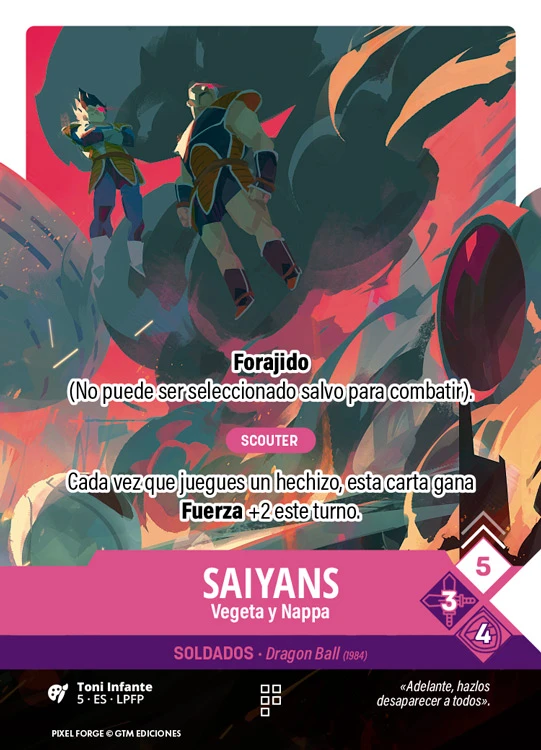 Forajido
(No puede ser seleccionado salvo para combatir).
SCOUTER
Cada vez que juegues un hechizo, esta carta gana
Fuerza +2 este turno.
5
SAIYANS
Vegeta y Nappa
3
4
SOLDADOS · Dragon Ball (1984)
Toni Infante
5 · ES · LPFP
«Adelante, hazlos
desaparecer a todos».
PIXEL FORGE © GTM EDICIONES